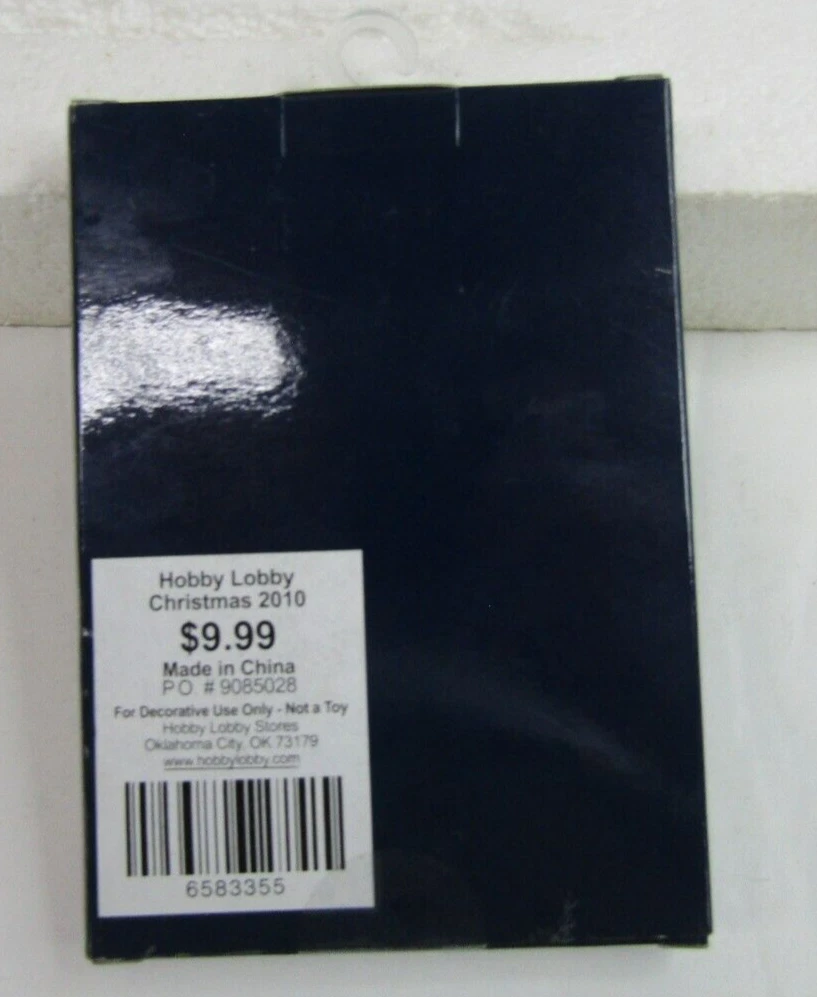 Hobby Lobby
Christmas 2010
$9.99
Made in China
P.O. # 9085028
For Decorative Use Only - Not a Toy
Hobby Lobby Stores
Oklahoma City, OK 73179
www.hobbylobby.com
6583355